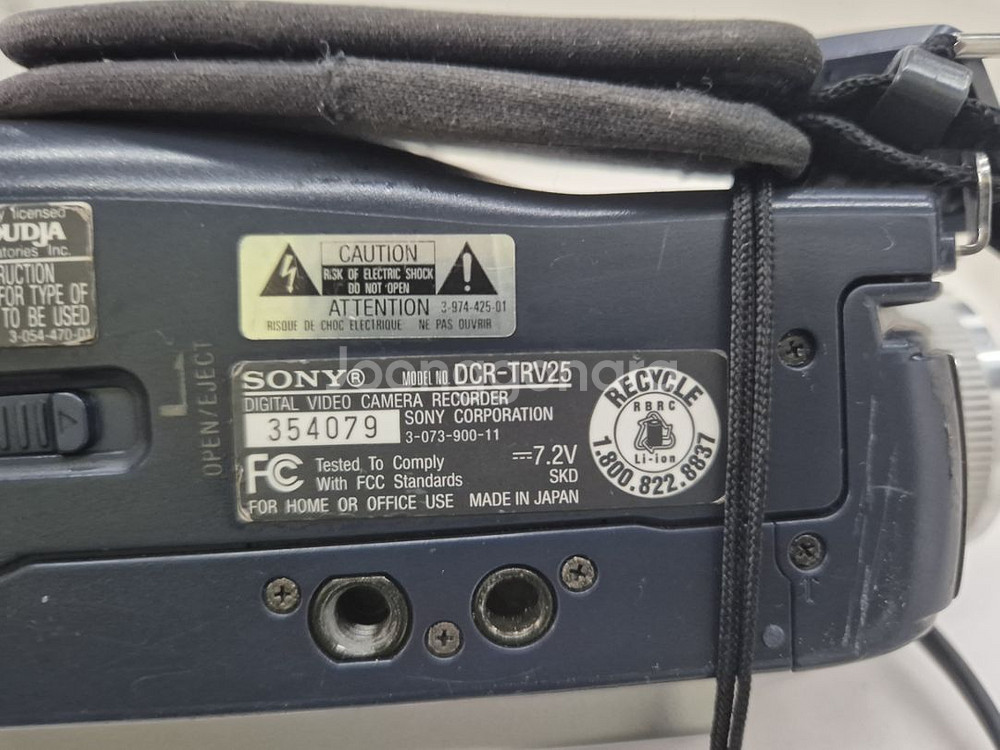 licensed
OUDJA
atories Inc.
RUCTION
FOR TYPE OF
TO BE USED
3-054-470-01
CAUTION
RISK OF ELECTRIC SHOCK
DO NOT OPEN
ATTENTION 3-974-425-01
RISQUE DE CHOC ELECTRIQUE NE PAS OUVRIR
OPEN/EJECT
SONY® MODEL NO. DCR-TRV25
DIGITAL VIDEO CAMERA RECORDER
354079 SONY CORPORATION
3-073-900-11
FC Tested To Comply
With FCC Standards
7.2V
SKD
FOR HOME OR OFFICE USE MADE IN JAPAN
RECYCLE
RBRC
Li-ion
1.800.822.8837